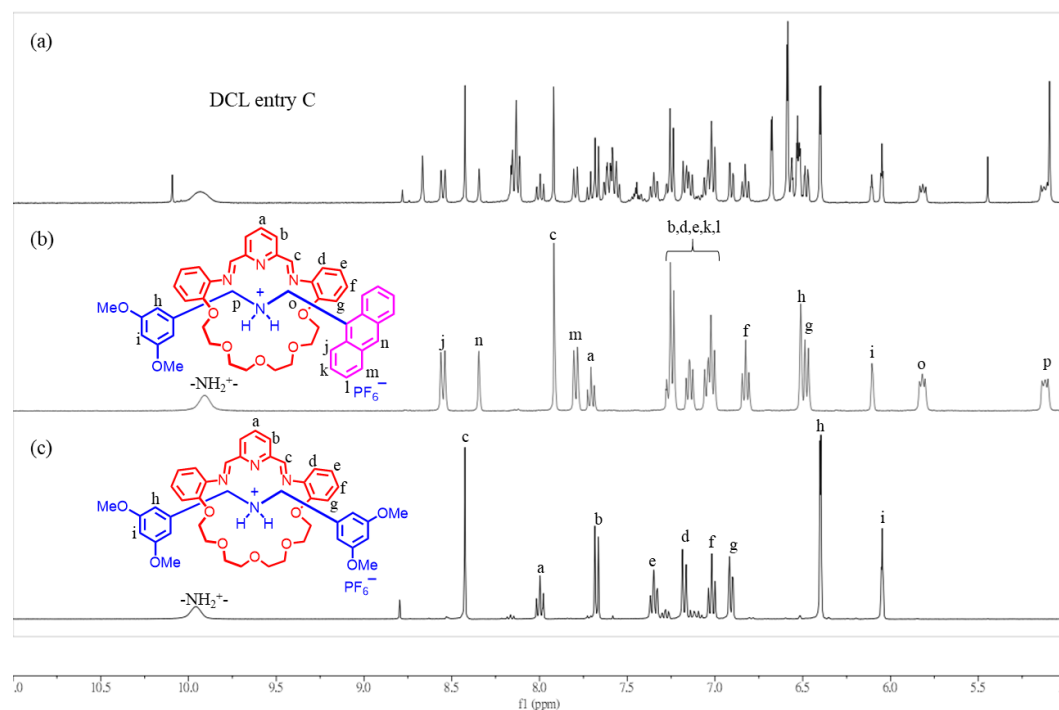 (a)
DCL entry C
(b)
a
b
c
d
e
f
g
h
i
p
o
j
k
l
m
n
N
N
N
O
O
O
O
O
MeO
OMe
+
N
H H
PF6−
-NH2+-
j
n
c
m
a
b,d,e,k,l
f
h
g
i
o
p
(c)
a
b
c
d
e
f
g
h
i
N
N
N
O
O
O
O
O
MeO
OMe
OMe
OMe
+
N
H H
PF6−
-NH2+-
c
a
b
e
d
f
g
h
i
.0 10.5 10.0 9.5 9.0 8.5 8.0 7.5 7.0 6.5 6.0 5.5
f1 (ppm)